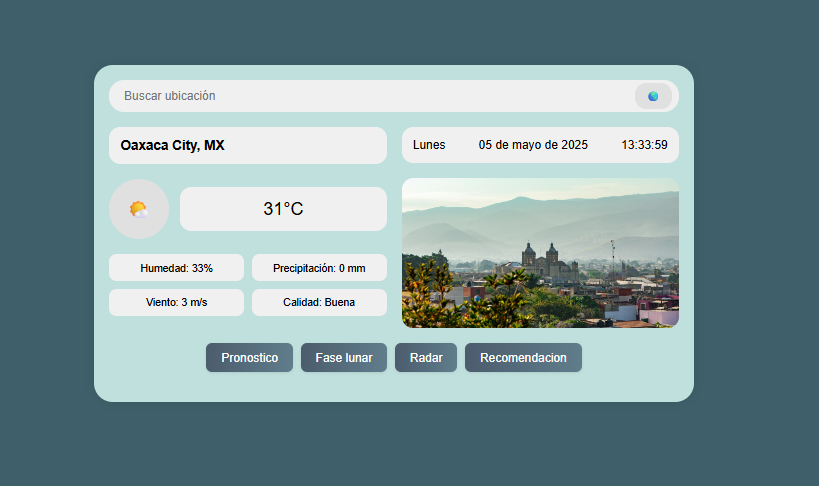 Buscar ubicación
Oaxaca City, MX
Lunes 05 de mayo de 2025 13:33:59
31°C
Humedad: 33% Precipitación: 0 mm
Viento: 3 m/s Calidad: Buena
Pronostico Fase lunar Radar Recomendacion